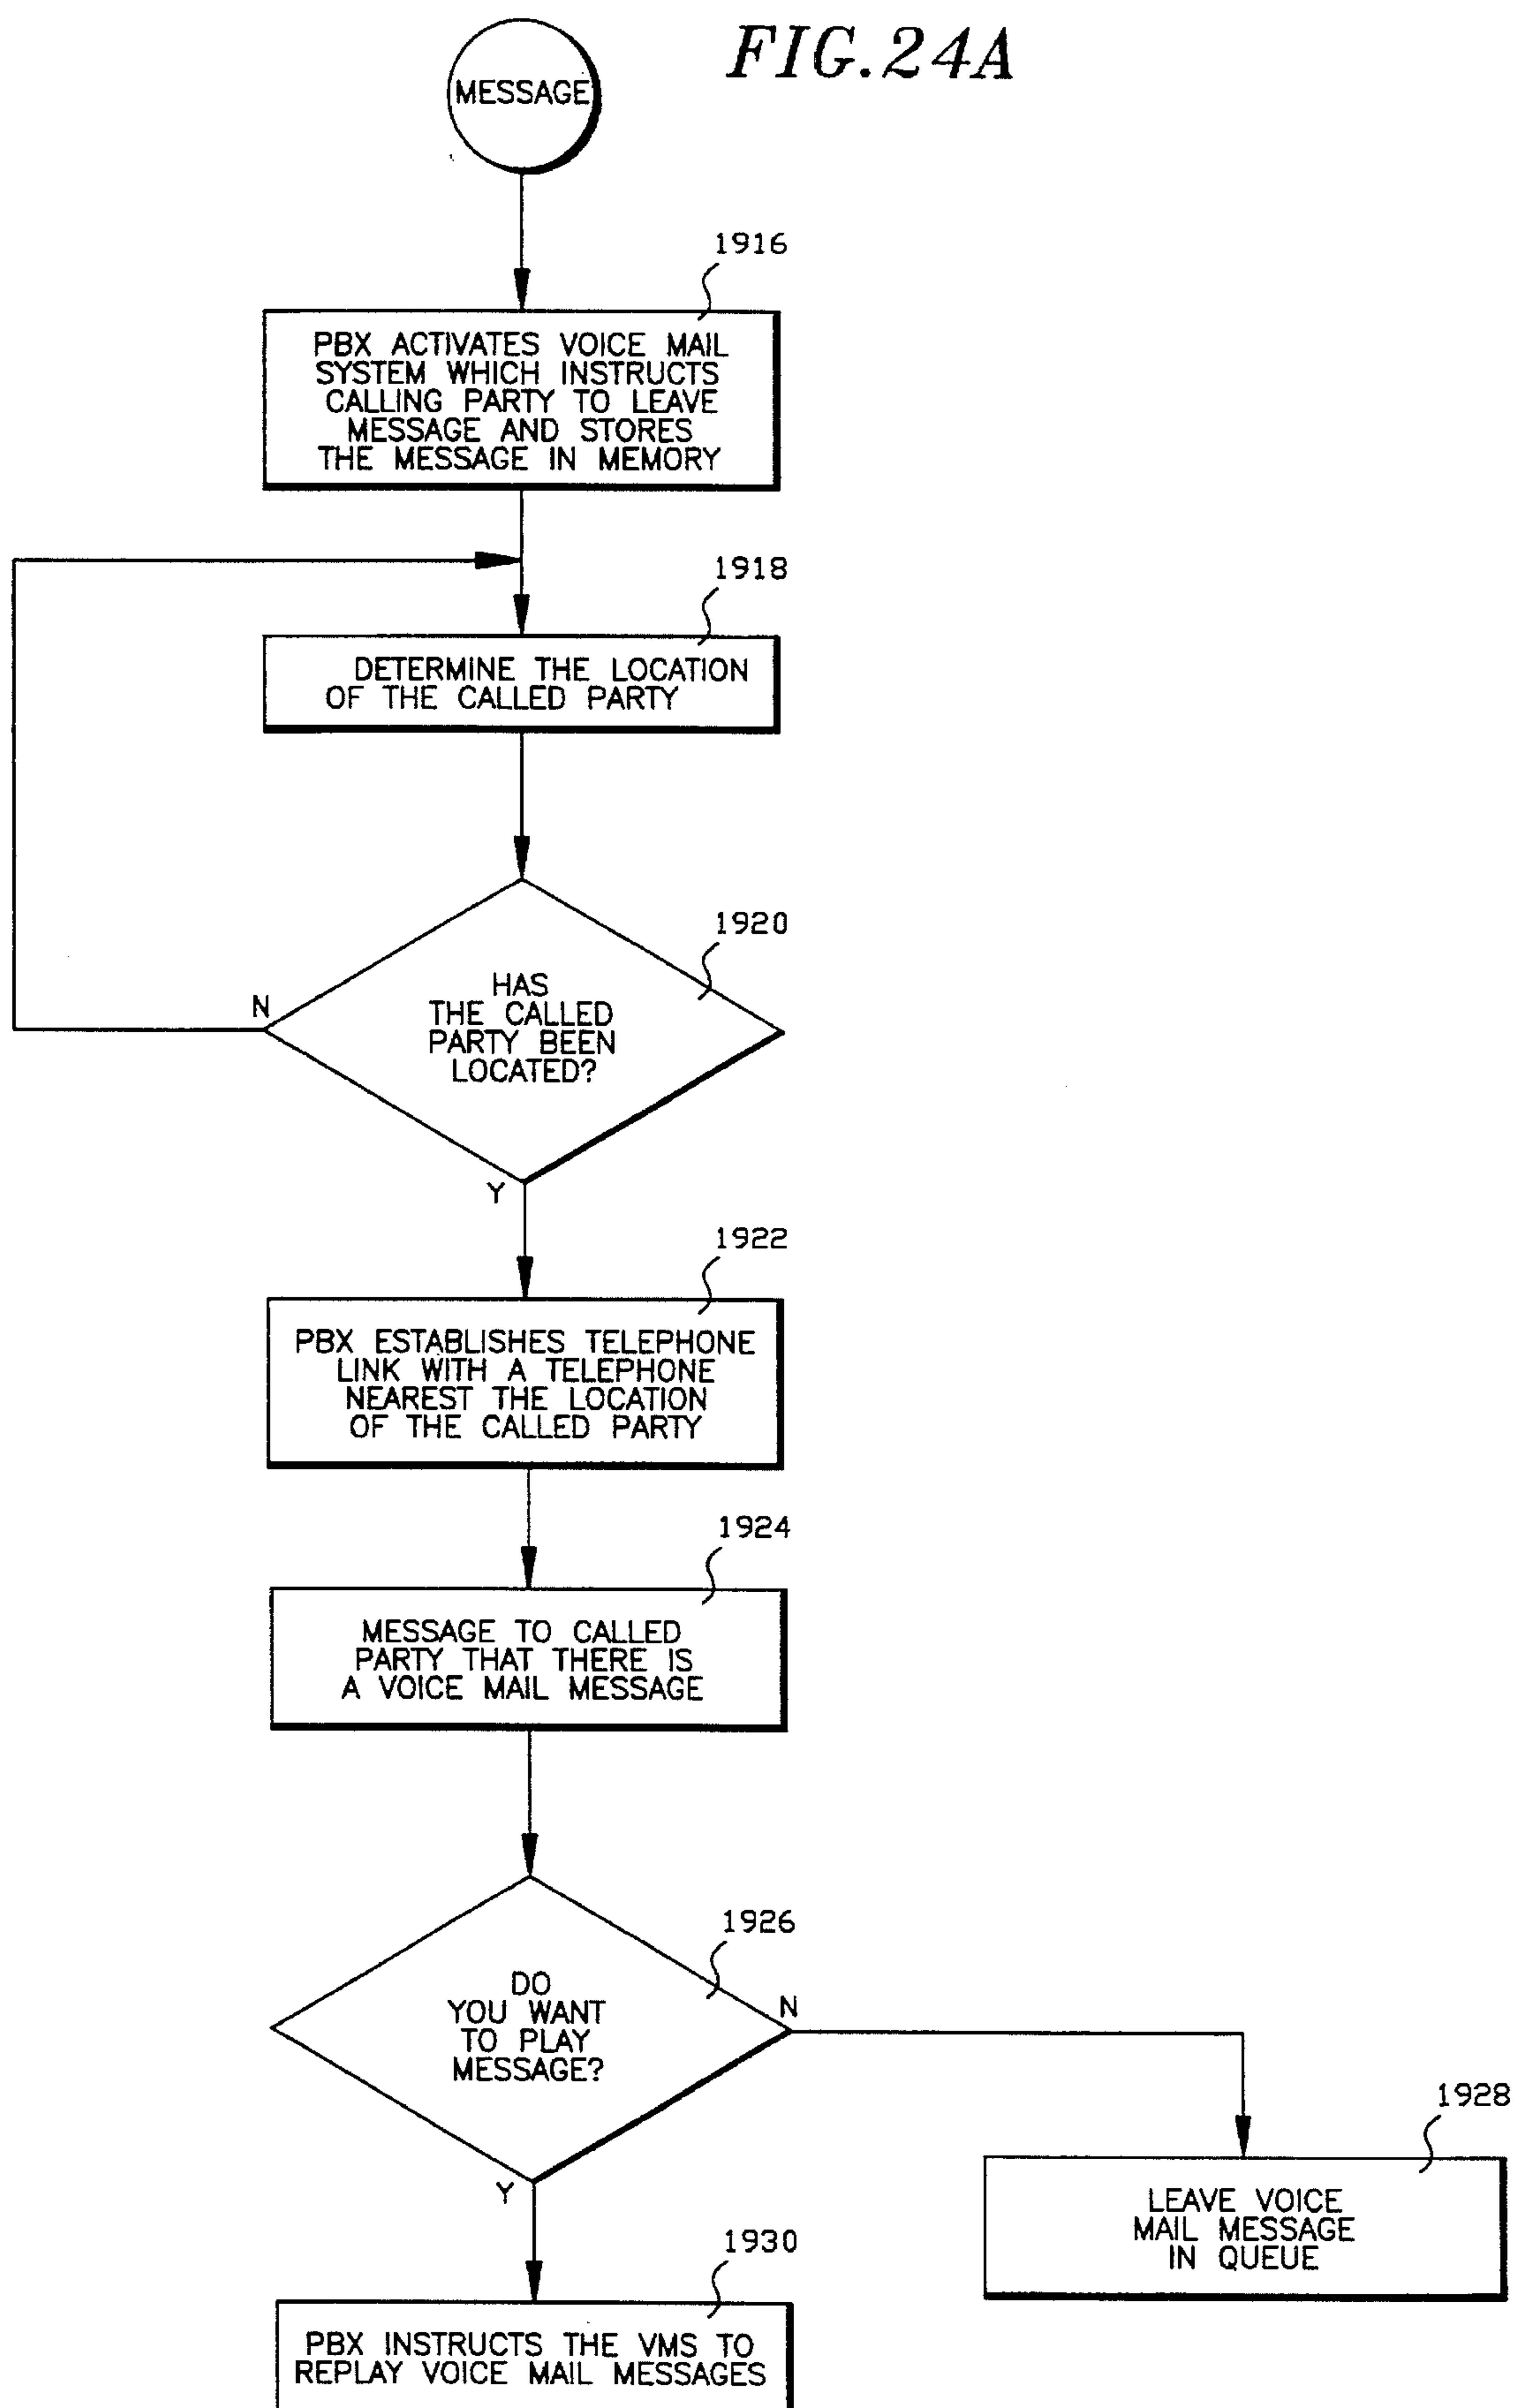 FIG.24A
MESSAGE
1916
PBX ACTIVATES VOICE MAIL
SYSTEM WHICH INSTRUCTS
CALLING PARTY TO LEAVE
MESSAGE AND STORES
THE MESSAGE IN MEMORY
1918
DETERMINE THE LOCATION
OF THE CALLED PARTY
1920
HAS
THE CALLED
PARTY BEEN
LOCATED?
N
Y
1922
PBX ESTABLISHES TELEPHONE
LINK WITH A TELEPHONE
NEAREST THE LOCATION
OF THE CALLED PARTY
1924
MESSAGE TO CALLED
PARTY THAT THERE IS
A VOICE MAIL MESSAGE
1926
DO
YOU WANT
TO PLAY
MESSAGE?
N
Y
1928
LEAVE VOICE
MAIL MESSAGE
IN QUEUE
1930
PBX INSTRUCTS THE VMS TO
REPLAY VOICE MAIL MESSAGES